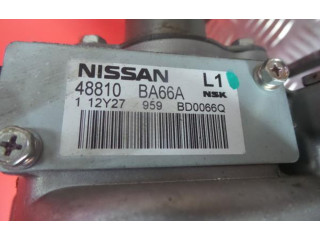 NISSAN L1
48810 BA66A NSK
1 12Y27 959 BD0066Q